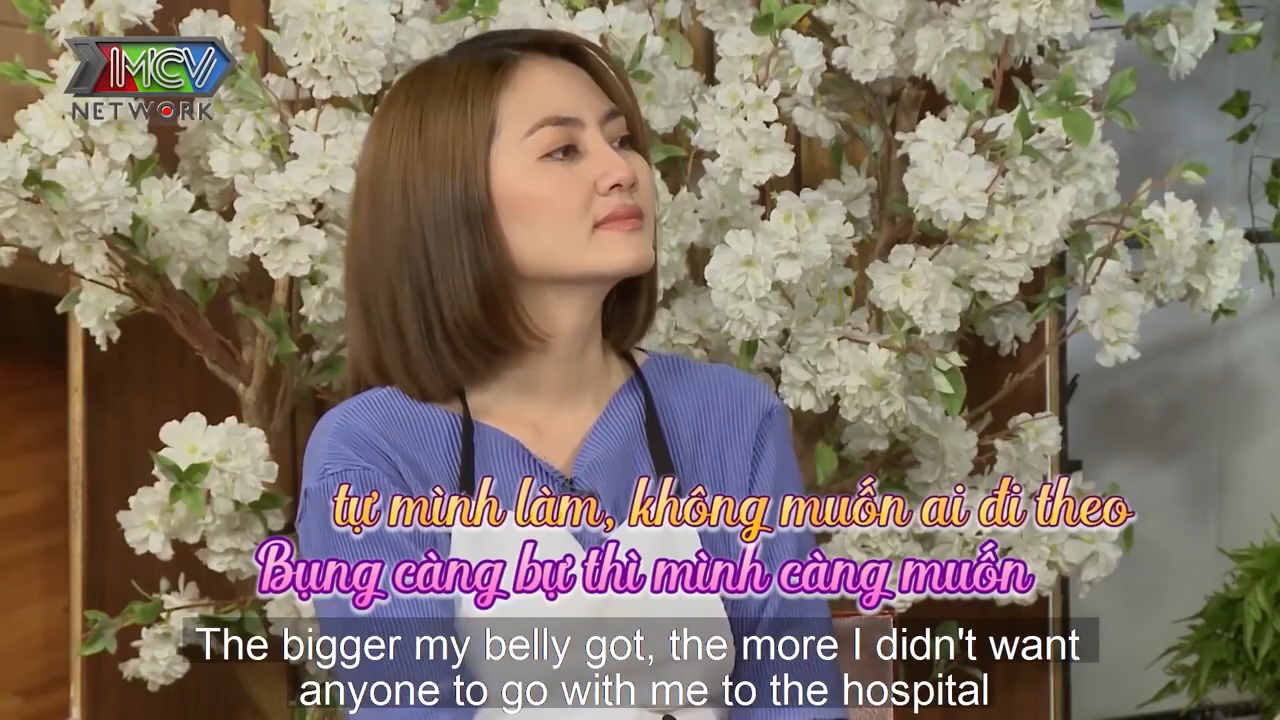 MCV
NETWORK
tự mình làm, không muốn ai đi theo
Bụng càng bự thì mình càng muốn
The bigger my belly got, the more I didn't want
anyone to go with me to the hospital